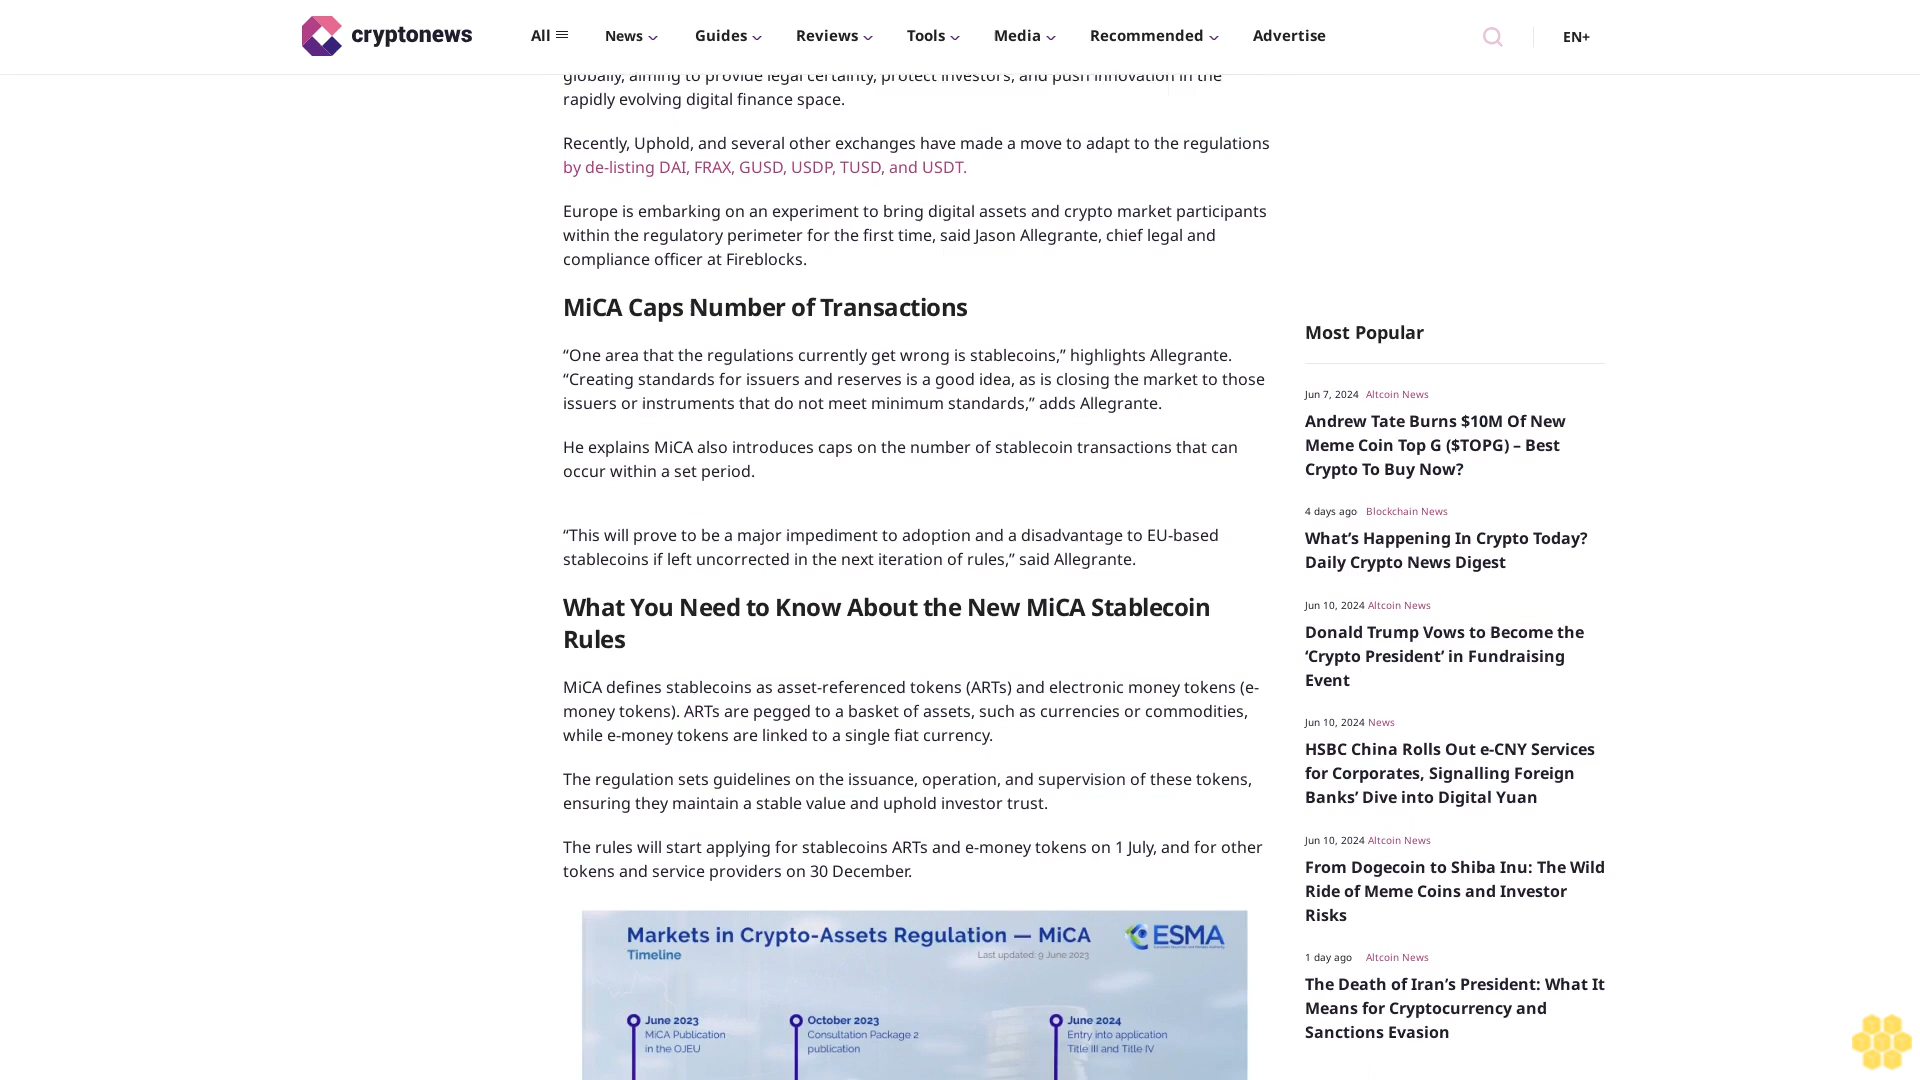 cryptonews
All
News
Guides
Reviews
Tools
Media
Recommended
Advertise
EN+
globally, aiming to provide legal certainty, protect investors, and push innovation in the
rapidly evolving digital finance space.
Recently, Uphold, and several other exchanges have made a move to adapt to the regulations
by de-listing DAI, FRAX, GUSD, USDP, TUSD, and USDT.
Europe is embarking on an experiment to bring digital assets and crypto market participants
within the regulatory perimeter for the first time, said Jason Allegrante, chief legal and
compliance officer at Fireblocks.
MiCA Caps Number of Transactions
“One area that the regulations currently get wrong is stablecoins,” highlights Allegrante.
“Creating standards for issuers and reserves is a good idea, as is closing the market to those
issuers or instruments that do not meet minimum standards,” adds Allegrante.
He explains MiCA also introduces caps on the number of stablecoin transactions that can
occur within a set period.
“This will prove to be a major impediment to adoption and a disadvantage to EU-based
stablecoins if left uncorrected in the next iteration of rules,” said Allegrante.
What You Need to Know About the New MiCA Stablecoin
Rules
MiCA defines stablecoins as asset-referenced tokens (ARTs) and electronic money tokens (e-
money tokens). ARTs are pegged to a basket of assets, such as currencies or commodities,
while e-money tokens are linked to a single fiat currency.
The regulation sets guidelines on the issuance, operation, and supervision of these tokens,
ensuring they maintain a stable value and uphold investor trust.
The rules will start applying for stablecoins ARTs and e-money tokens on 1 July, and for other
tokens and service providers on 30 December.
Markets in Crypto-Assets Regulation — MiCA
Timeline
Last updated: 9 June 2023
ESMA
June 2023
MiCA Publication
in the OJEU
October 2023
Consultation Package 2
publication
June 2024
Entry into application
Title III and Title IV
Most Popular
Jun 7, 2024 Altcoin News
Andrew Tate Burns $10M Of New
Meme Coin Top G ($TOPG) – Best
Crypto To Buy Now?
4 days ago Blockchain News
What’s Happening In Crypto Today?
Daily Crypto News Digest
Jun 10, 2024 Altcoin News
Donald Trump Vows to Become the
‘Crypto President’ in Fundraising
Event
Jun 10, 2024 News
HSBC China Rolls Out e-CNY Services
for Corporates, Signalling Foreign
Banks’ Dive into Digital Yuan
Jun 10, 2024 Altcoin News
From Dogecoin to Shiba Inu: The Wild
Ride of Meme Coins and Investor
Risks
1 day ago Altcoin News
The Death of Iran’s President: What It
Means for Cryptocurrency and
Sanctions Evasion